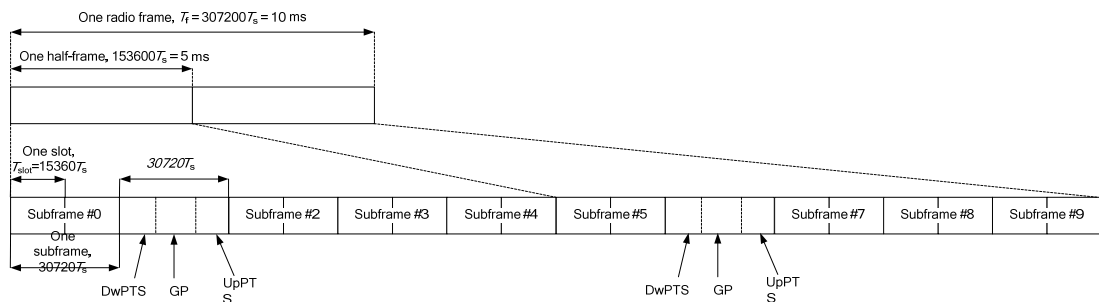 One radio frame, Tf = 307200Ts = 10 ms
One half-frame, 153600Ts = 5 ms
One slot,
Tslot=15360Ts
30720Ts
Subframe #0
Subframe #2
Subframe #3
Subframe #4
Subframe #5
Subframe #7
Subframe #8
Subframe #9
One
subframe,
30720Ts
DwPTS
GP
UpPT
S
DwPTS
GP
UpPT
S